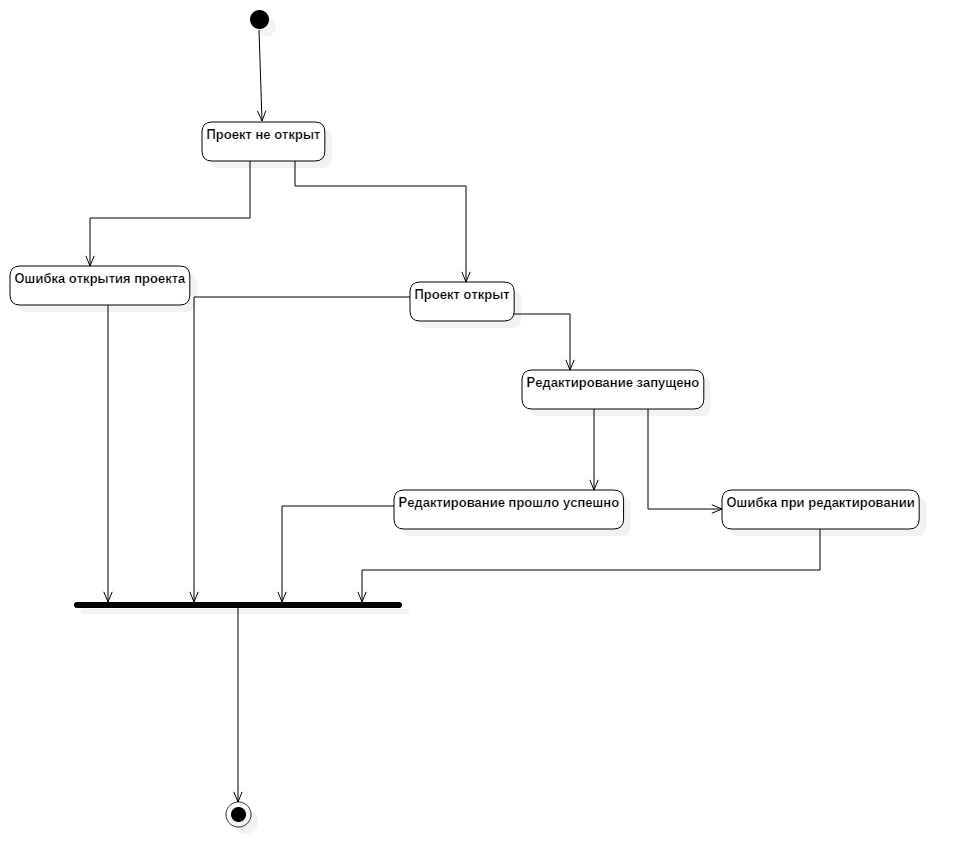 Проект не открыт
Ошибка открытия проекта
Проект открыт
Редактирование запущено
Редактирование прошло успешно
Ошибка при редактировании